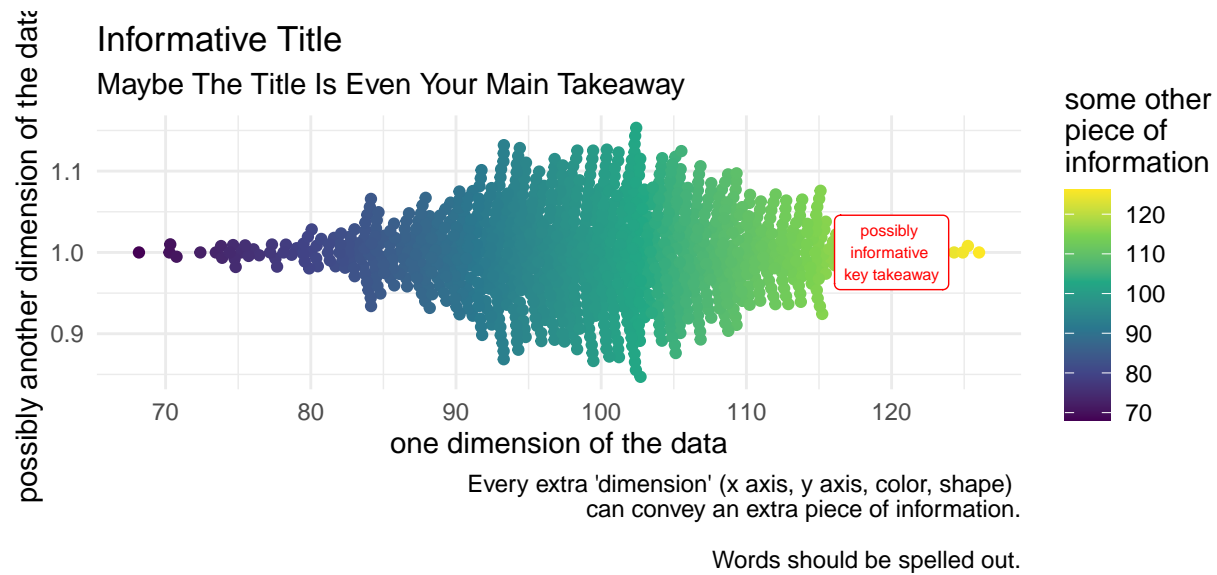 Informative Title
Maybe The Title Is Even Your Main Takeaway
possibly another dimension of the data
1.1
1.0
0.9
70
80
90
100
110
120
one dimension of the data
possibly
informative
key takeaway
some other
piece of
information
120
110
100
90
80
70
Every extra 'dimension' (x axis, y axis, color, shape)
can convey an extra piece of information.
Words should be spelled out.